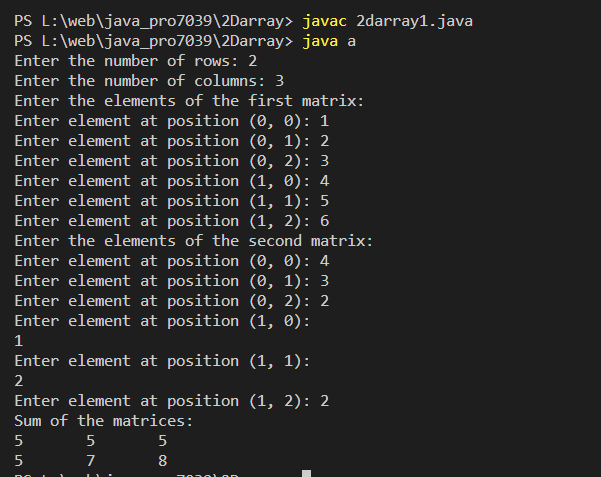 PS L:\web\java_pro7039\2Darray> javac 2darray1.java
PS L:\web\java_pro7039\2Darray> java a
Enter the number of rows: 2
Enter the number of columns: 3
Enter the elements of the first matrix:
Enter element at position (0, 0): 1
Enter element at position (0, 1): 2
Enter element at position (0, 2): 3
Enter element at position (1, 0): 4
Enter element at position (1, 1): 5
Enter element at position (1, 2): 6
Enter the elements of the second matrix:
Enter element at position (0, 0): 4
Enter element at position (0, 1): 3
Enter element at position (0, 2): 2
Enter element at position (1, 0):
1
Enter element at position (1, 1):
2
Enter element at position (1, 2): 2
Sum of the matrices:
5 5 5
5 7 8